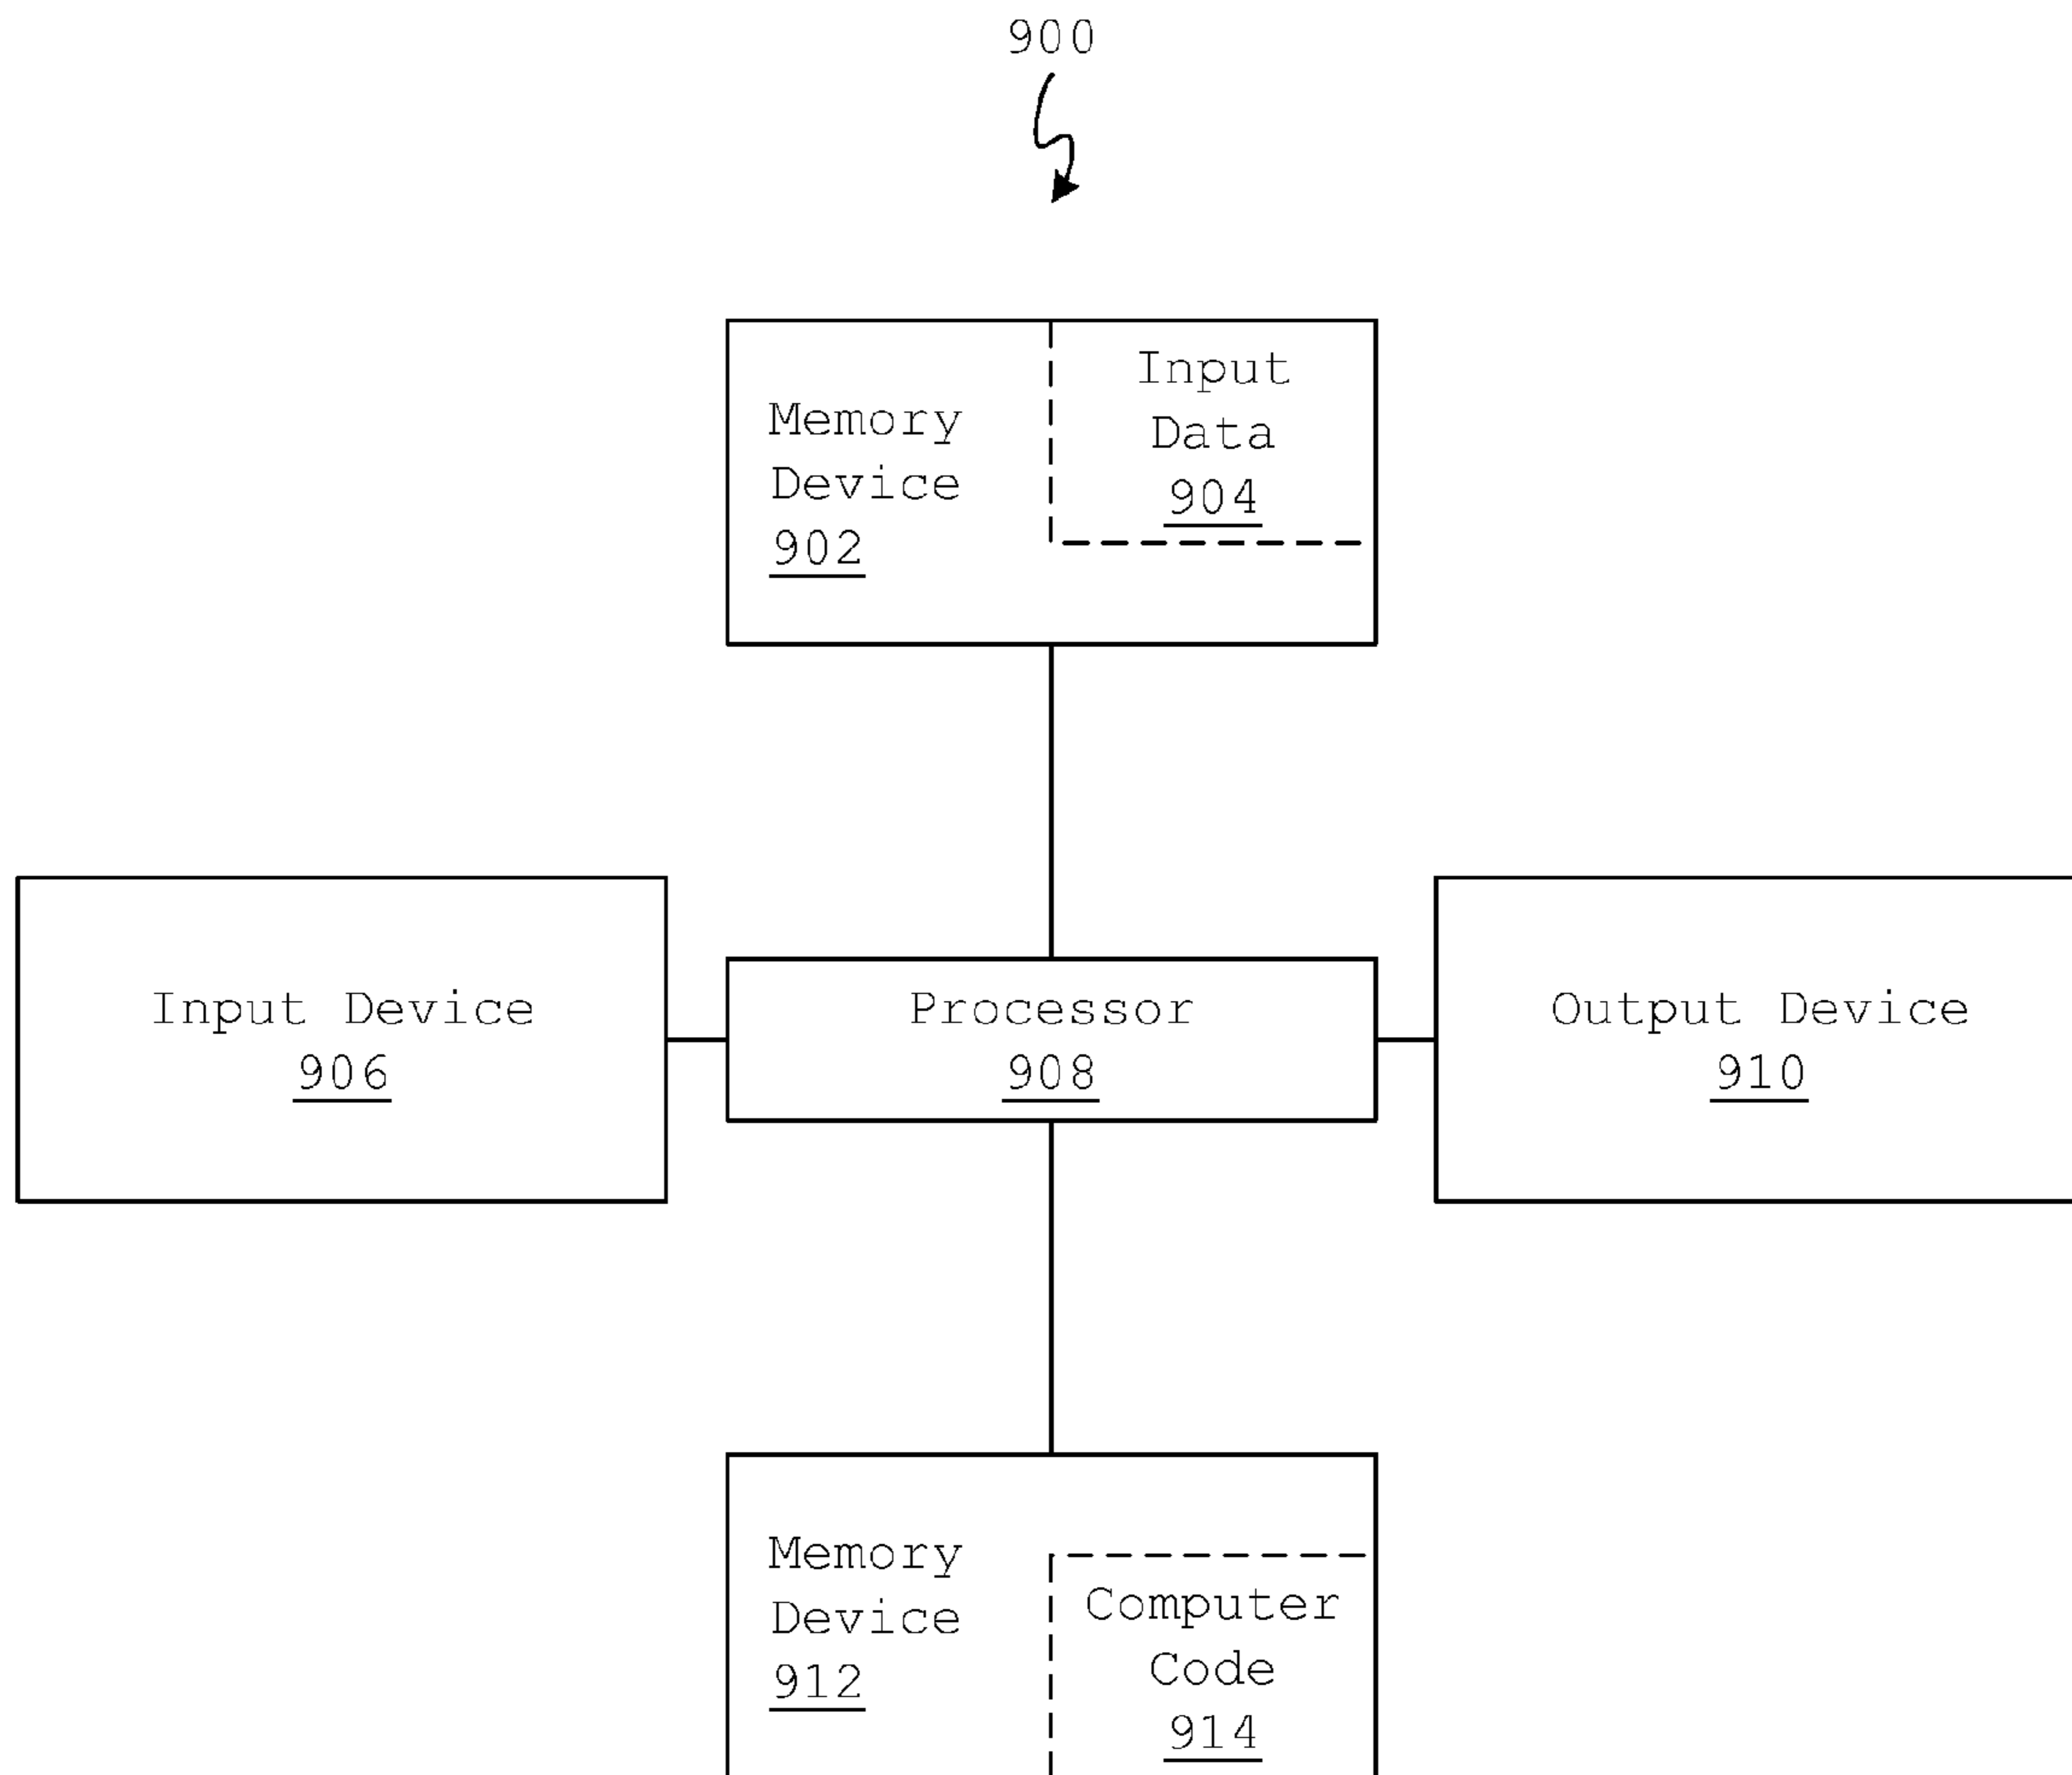 900
Memory
Device
902
Input
Data
904
Input Device
906
Processor
908
Output Device
910
Memory
Device
912
Computer
Code
914